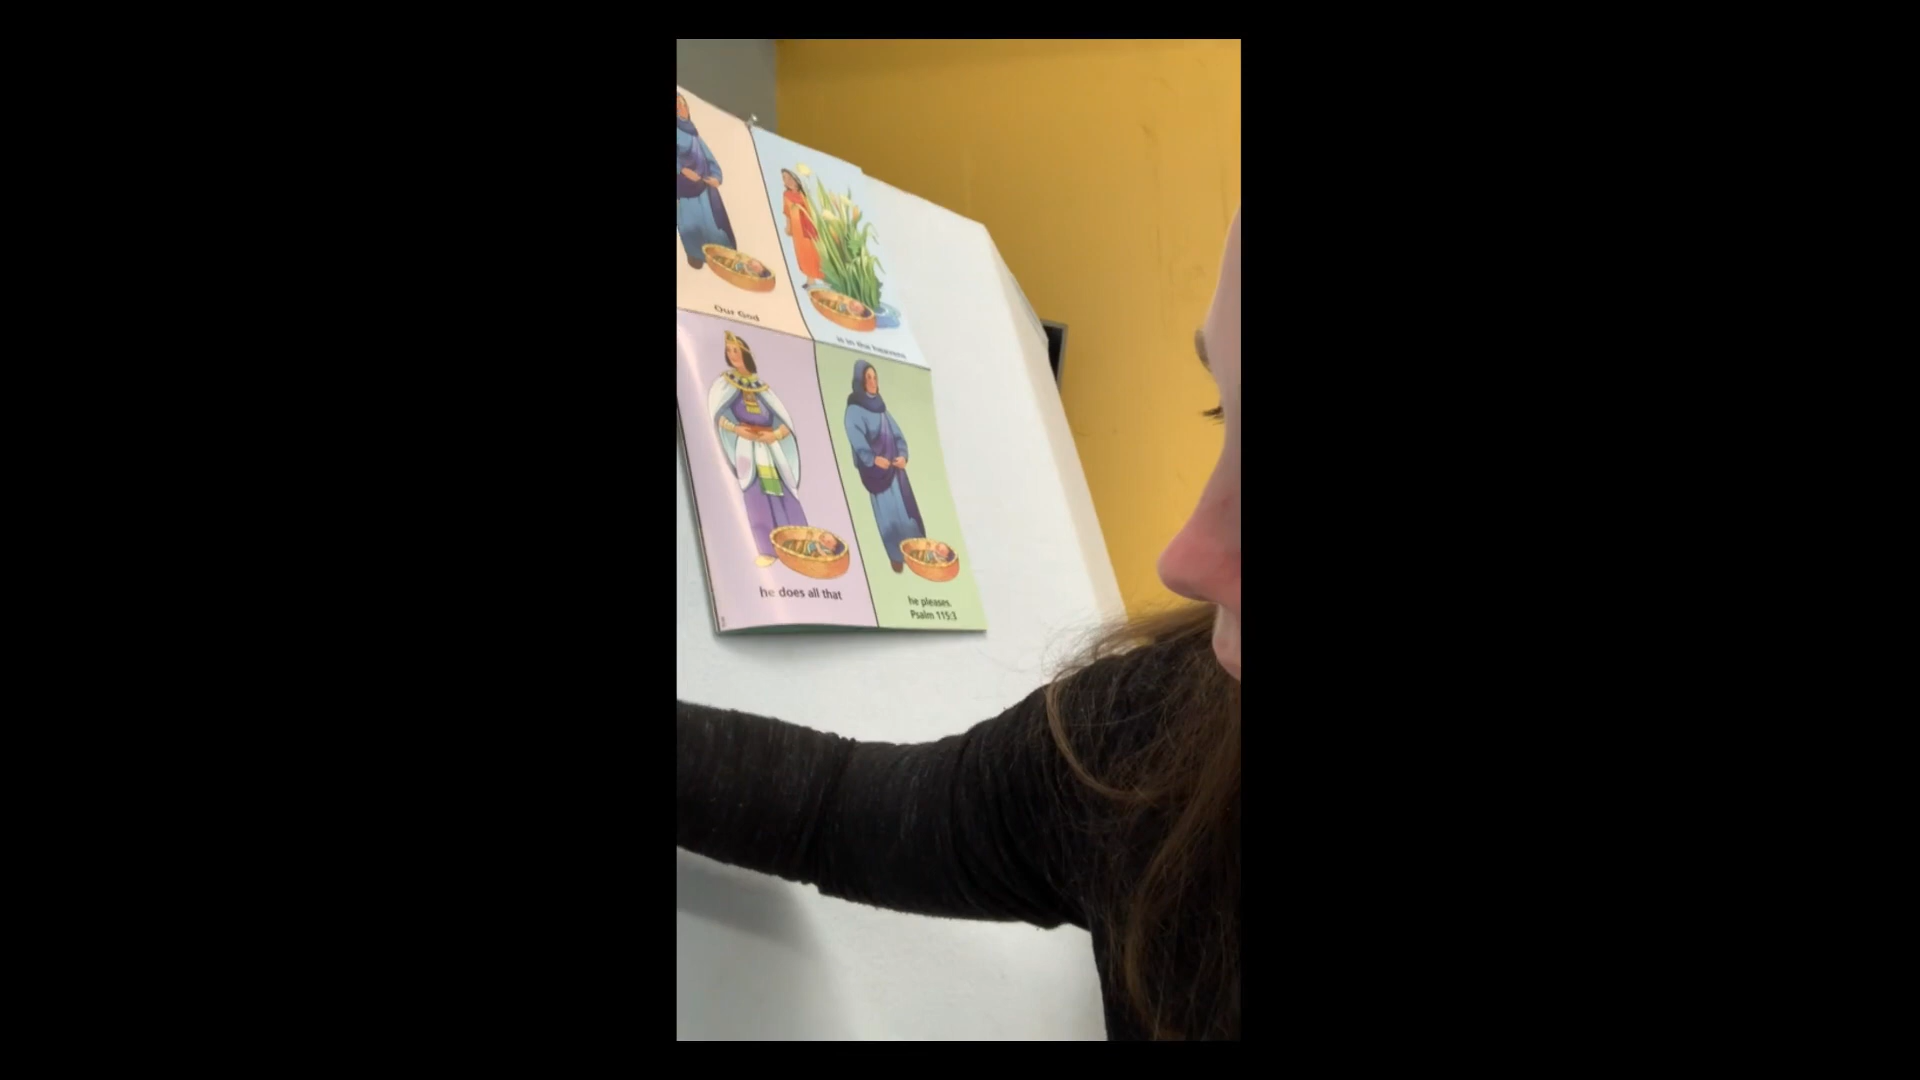 Our God
is in the heavens
he does all that
he pleases.
Psalm 115:3